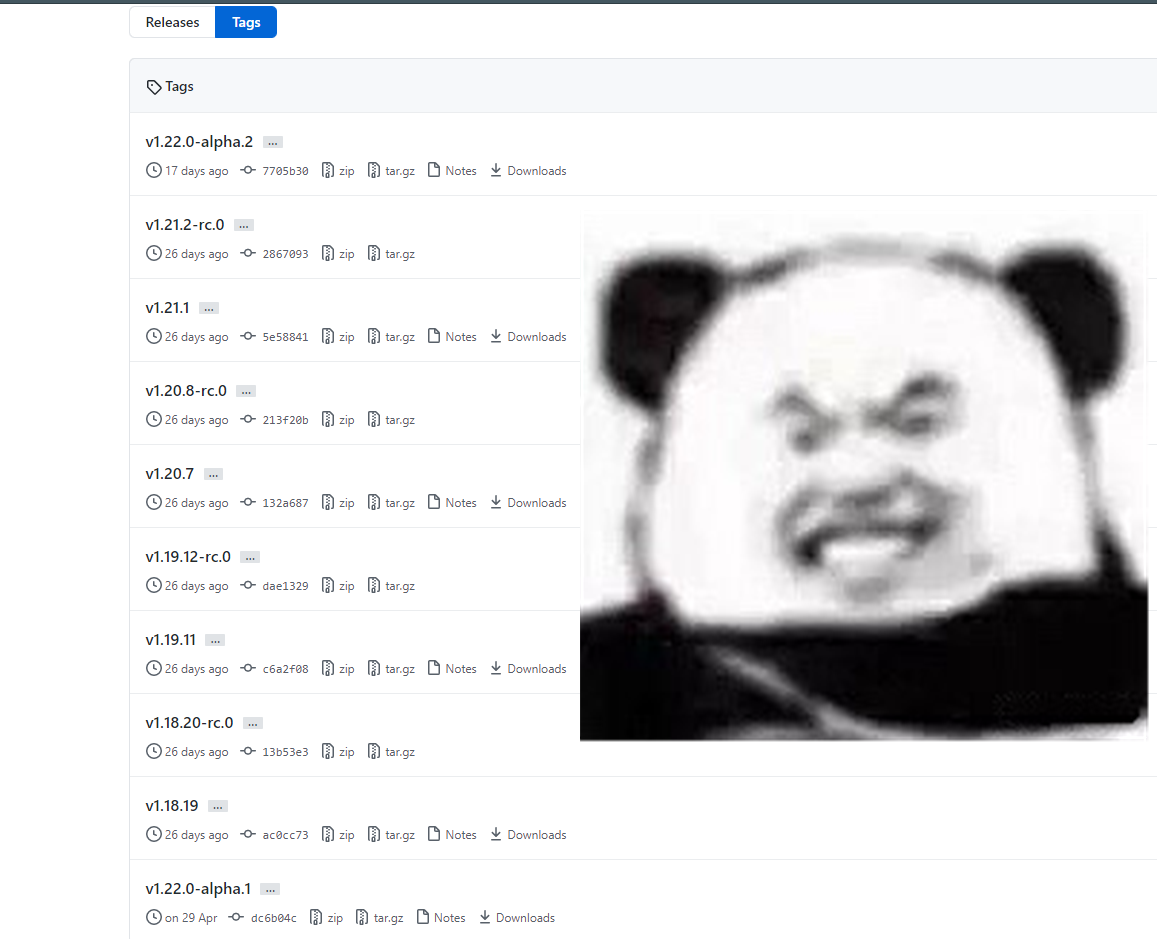 Releases Tags
Tags
v1.22.0-alpha.2 ...
17 days ago 7705b30 zip tar.gz Notes Downloads
v1.21.2-rc.0 ...
26 days ago 2867093 zip tar.gz
v1.21.1 ...
26 days ago 5e58841 zip tar.gz Notes Downloads
v1.20.8-rc.0 ...
26 days ago 213f20b zip tar.gz
v1.20.7 ...
26 days ago 132a687 zip tar.gz Notes Downloads
v1.19.12-rc.0 ...
26 days ago dae1329 zip tar.gz
v1.19.11 ...
26 days ago c6a2f08 zip tar.gz Notes Downloads
v1.18.20-rc.0 ...
26 days ago 13b53e3 zip tar.gz
v1.18.19 ...
26 days ago ac0cc73 zip tar.gz Notes Downloads
v1.22.0-alpha.1 ...
on 29 Apr dc6b04c zip tar.gz Notes Downloads